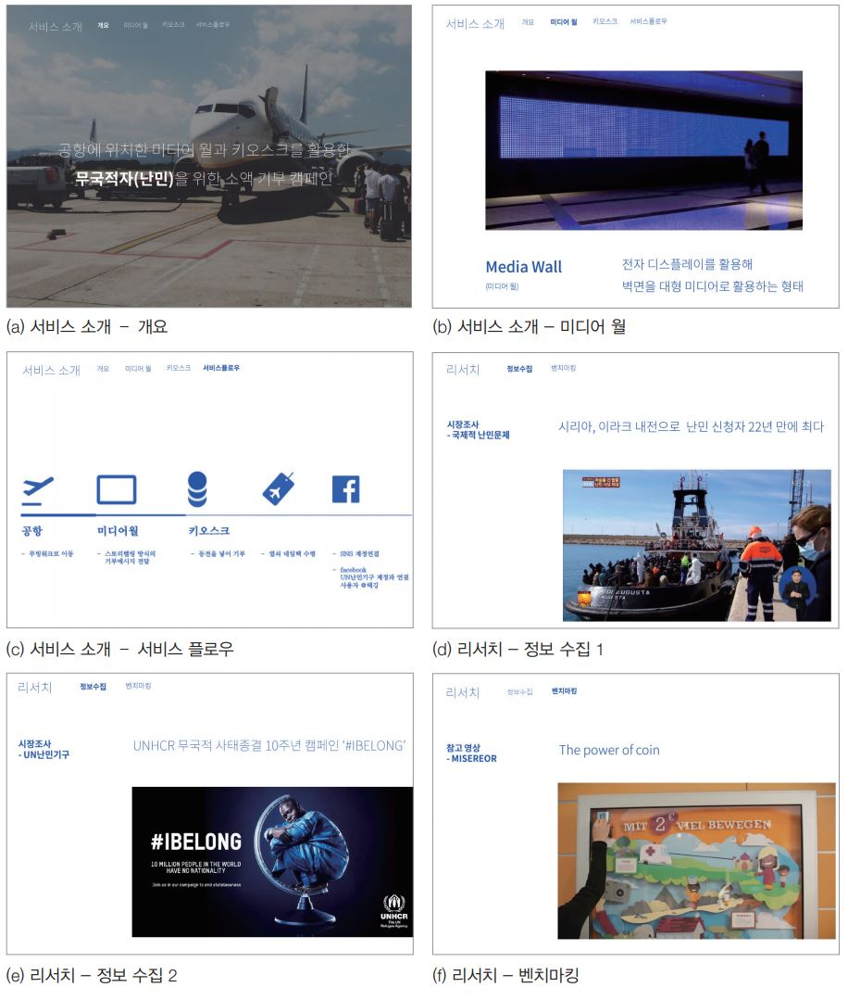 서비스 소개 개요 미디어 월 키오스크 서비스플로우
공항에 위치한 미디어 월과 키오스크를 활용한
무국적자(난민)을 위한 소액 기부 캠페인
(a) 서비스 소개 - 개요
서비스 소개 개요 미디어 월 키오스크 서비스플로우
Media Wall
(미디어 월)
전자 디스플레이를 활용해
벽면을 대형 미디어로 활용하는 형태
(b) 서비스 소개 – 미디어 월
서비스 소개 개요 미디어 월 키오스크 서비스플로우
공항
- 무빙워크로 이동
미디어월
- 스토리텔링 방식의
기부메시지 전달
키오스크
- 동전을 넣어 기부
- 열쇠 네임택 수령
- SNS 계정연결
- facebook
UN난민기구 계정과 연결
사용자 @태깅
(c) 서비스 소개 - 서비스 플로우
리서치 정보수집 벤치마킹
시장조사
- 국제적 난민문제
시리아, 이라크 내전으로 난민 신청자 22년 만에 최다
AUGUSTA
AUGUSTA
(d) 리서치 – 정보 수집 1
리서치 정보수집 벤치마킹
시장조사
- UN난민기구
UNHCR 무국적 사태종결 10주년 캠페인 ‘#IBELONG’
#IBELONG
10 MILLION PEOPLE IN THE WORLD
HAVE NO NATIONALITY
Join us in our campaign to end statelessness
UNHCR
The UN
Refugee Agency
(e) 리서치 – 정보 수집 2
리서치 정보수집 벤치마킹
참고 영상
- MISEREOR
The power of coin
MIT 2€ VIEL BEWEGEN
(f) 리서치 – 벤치마킹